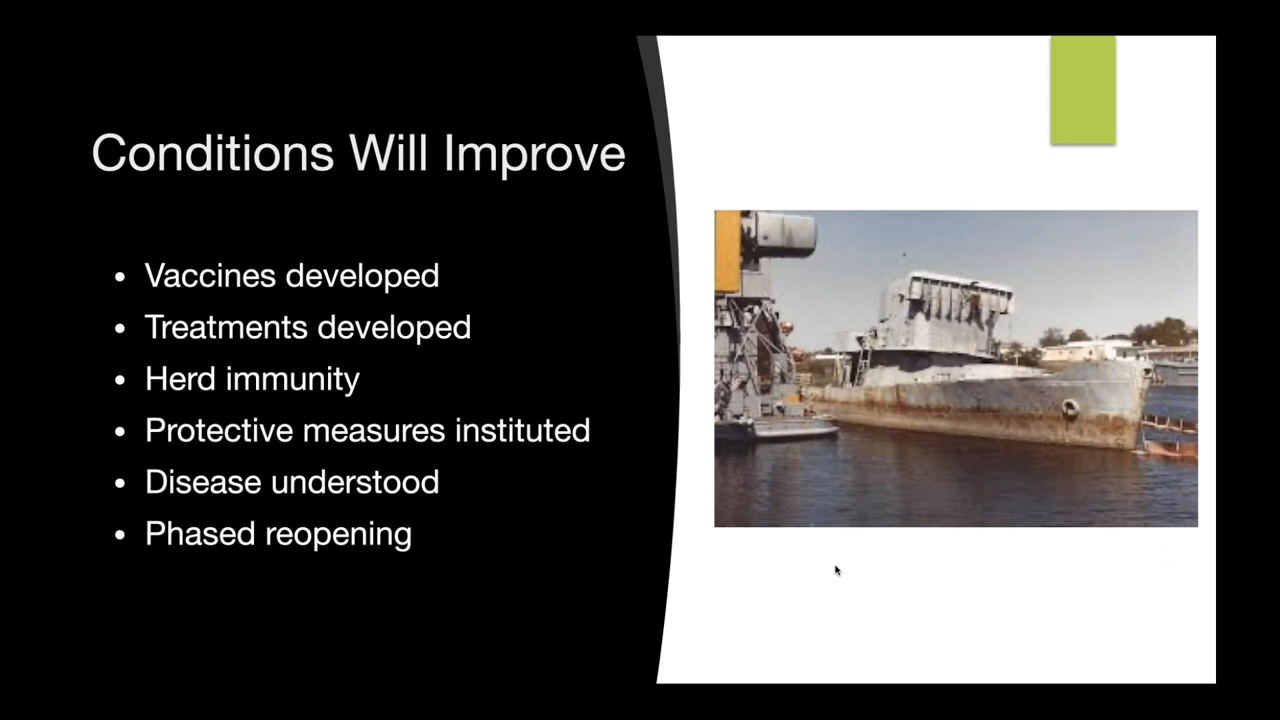 Conditions Will Improve
• Vaccines developed
• Treatments developed
• Herd immunity
• Protective measures instituted
• Disease understood
• Phased reopening